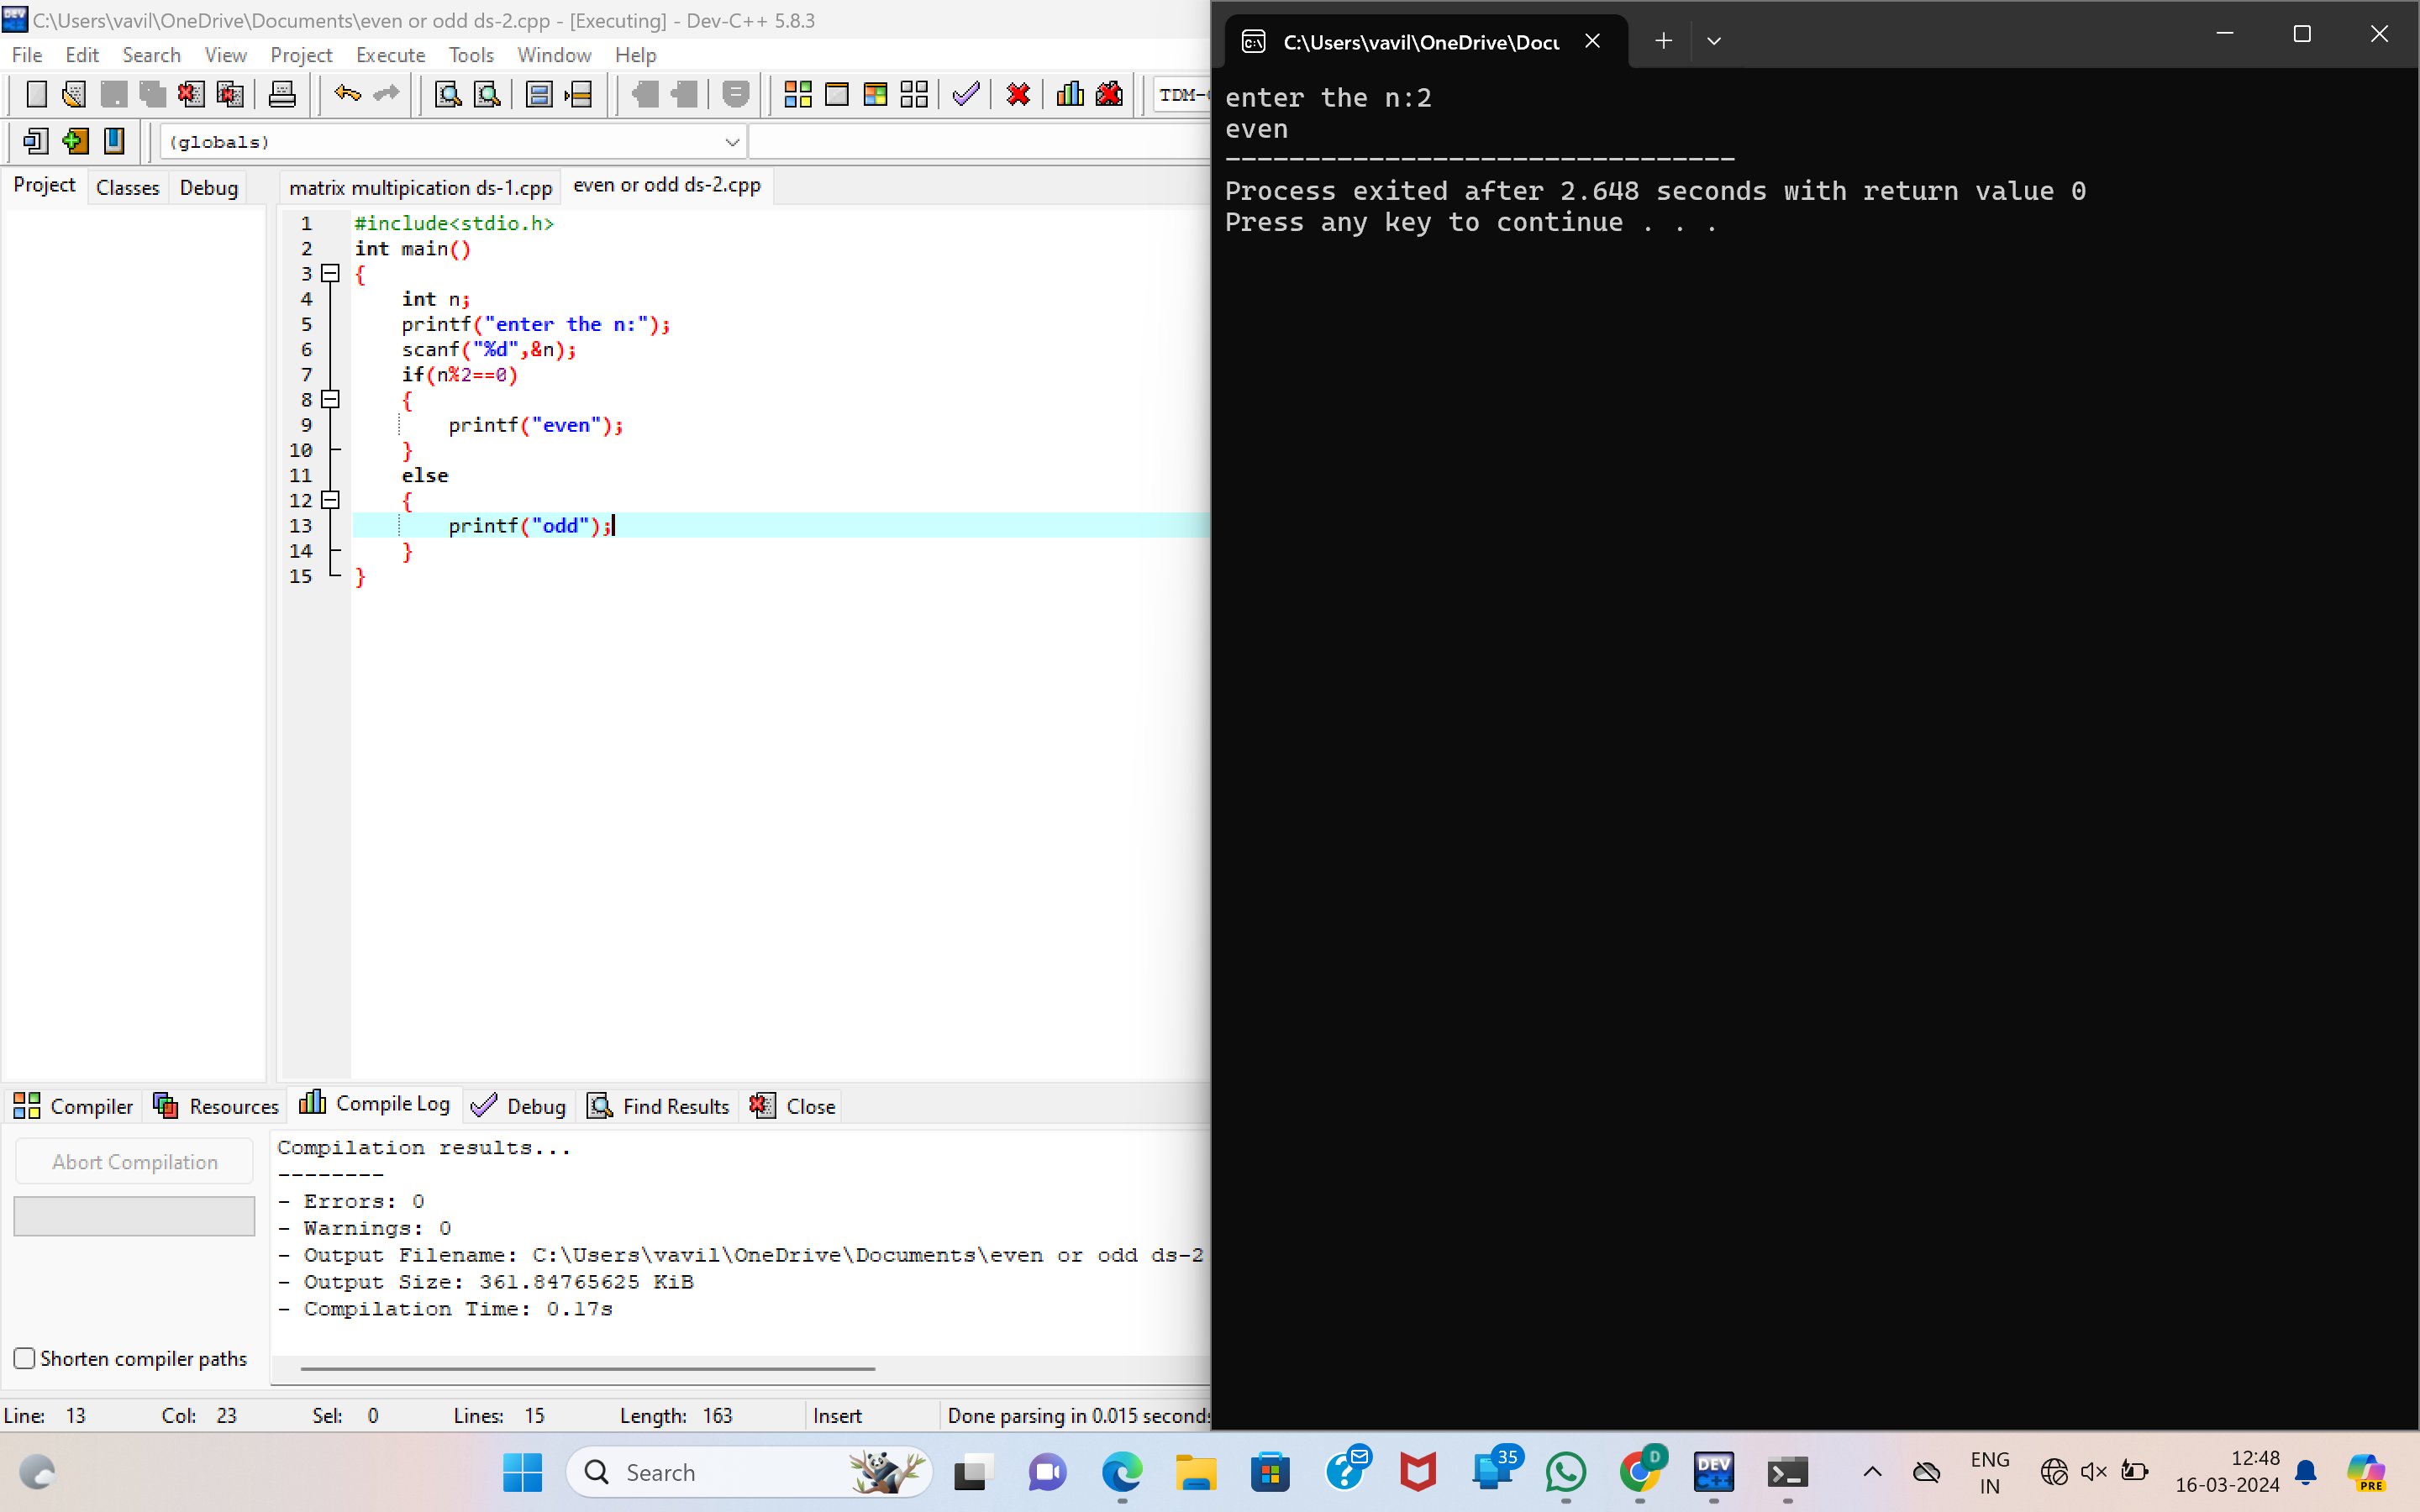 C:\Users\vavil\OneDrive\Documents\even or odd ds-2.cpp - [Executing] - Dev-C++ 5.8.3
File Edit Search View Project Execute Tools Window Help
TDM-
(globals)
Project Classes Debug
matrix multipication ds-1.cpp even or odd ds-2.cpp
1 #include<stdio.h>
2 int main()
3 {
4 int n;
5 printf("enter the n:");
6 scanf("%d",&n);
7 if(n%2==0)
8 {
9 printf("even");
10 }
11 else
12 {
13 printf("odd");
14 }
15 }
Compiler Resources Compile Log Debug Find Results Close
Abort Compilation
Shorten compiler paths
Compilation results...
--------
- Errors: 0
- Warnings: 0
- Output Filename: C:\Users\vavil\OneDrive\Documents\even or odd ds-2
- Output Size: 361.84765625 KiB
- Compilation Time: 0.17s
Line: 13 Col: 23 Sel: 0 Lines: 15 Length: 163 Insert Done parsing in 0.015 seconds
C:\Users\vavil\OneDrive\Docu
enter the n:2
even
--------------------------------
Process exited after 2.648 seconds with return value 0
Press any key to continue . . .
Search
35
D
DEV
C++
ENG
IN
12:48
16-03-2024
PRE